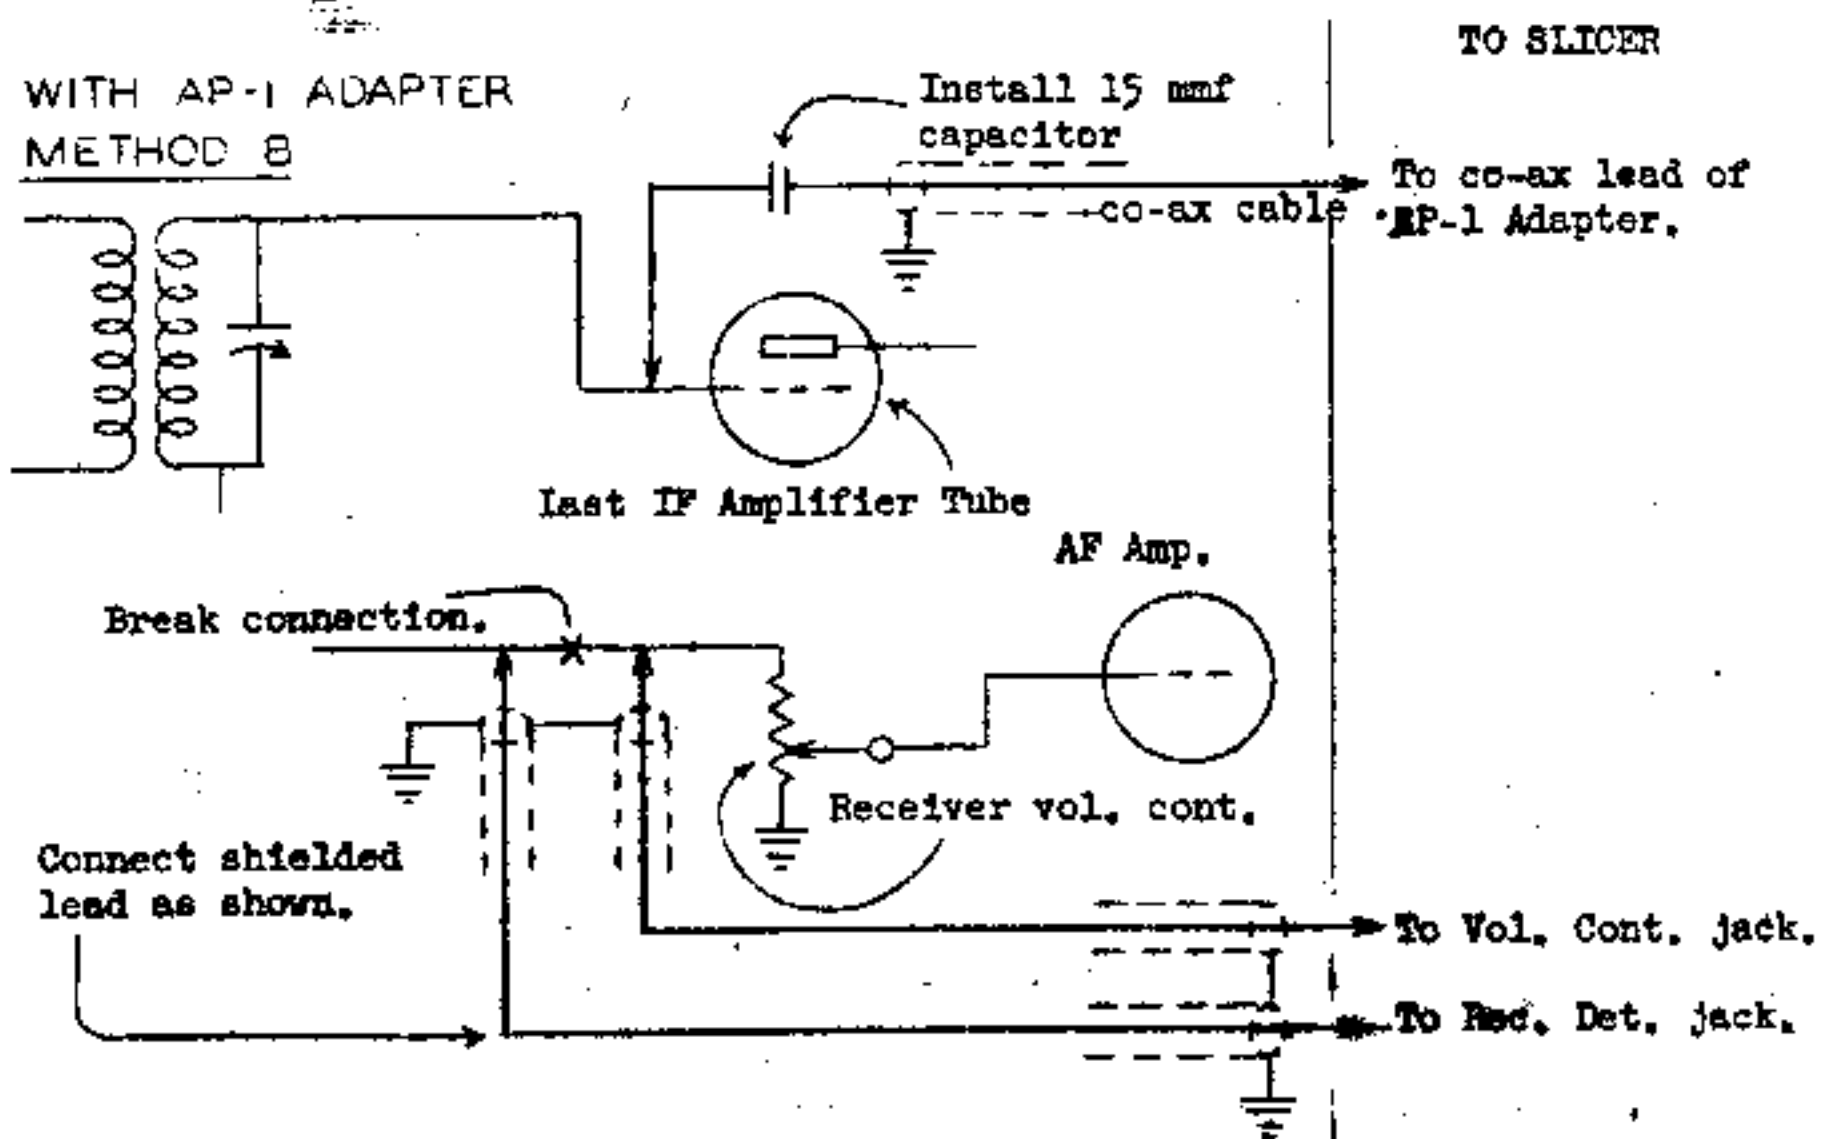 TO SLICER
WITH AP-1 ADAPTER
METHOD 8
Install 15 mmf
capacitor
To co-ax lead of
AP-1 Adapter.
co-ax cable
Last IF Amplifier Tube
AF Amp.
Break connection.
Receiver vol. cont.
Connect shielded
lead as shown.
To Vol. Cont. jack.
To Rec. Det. jack.